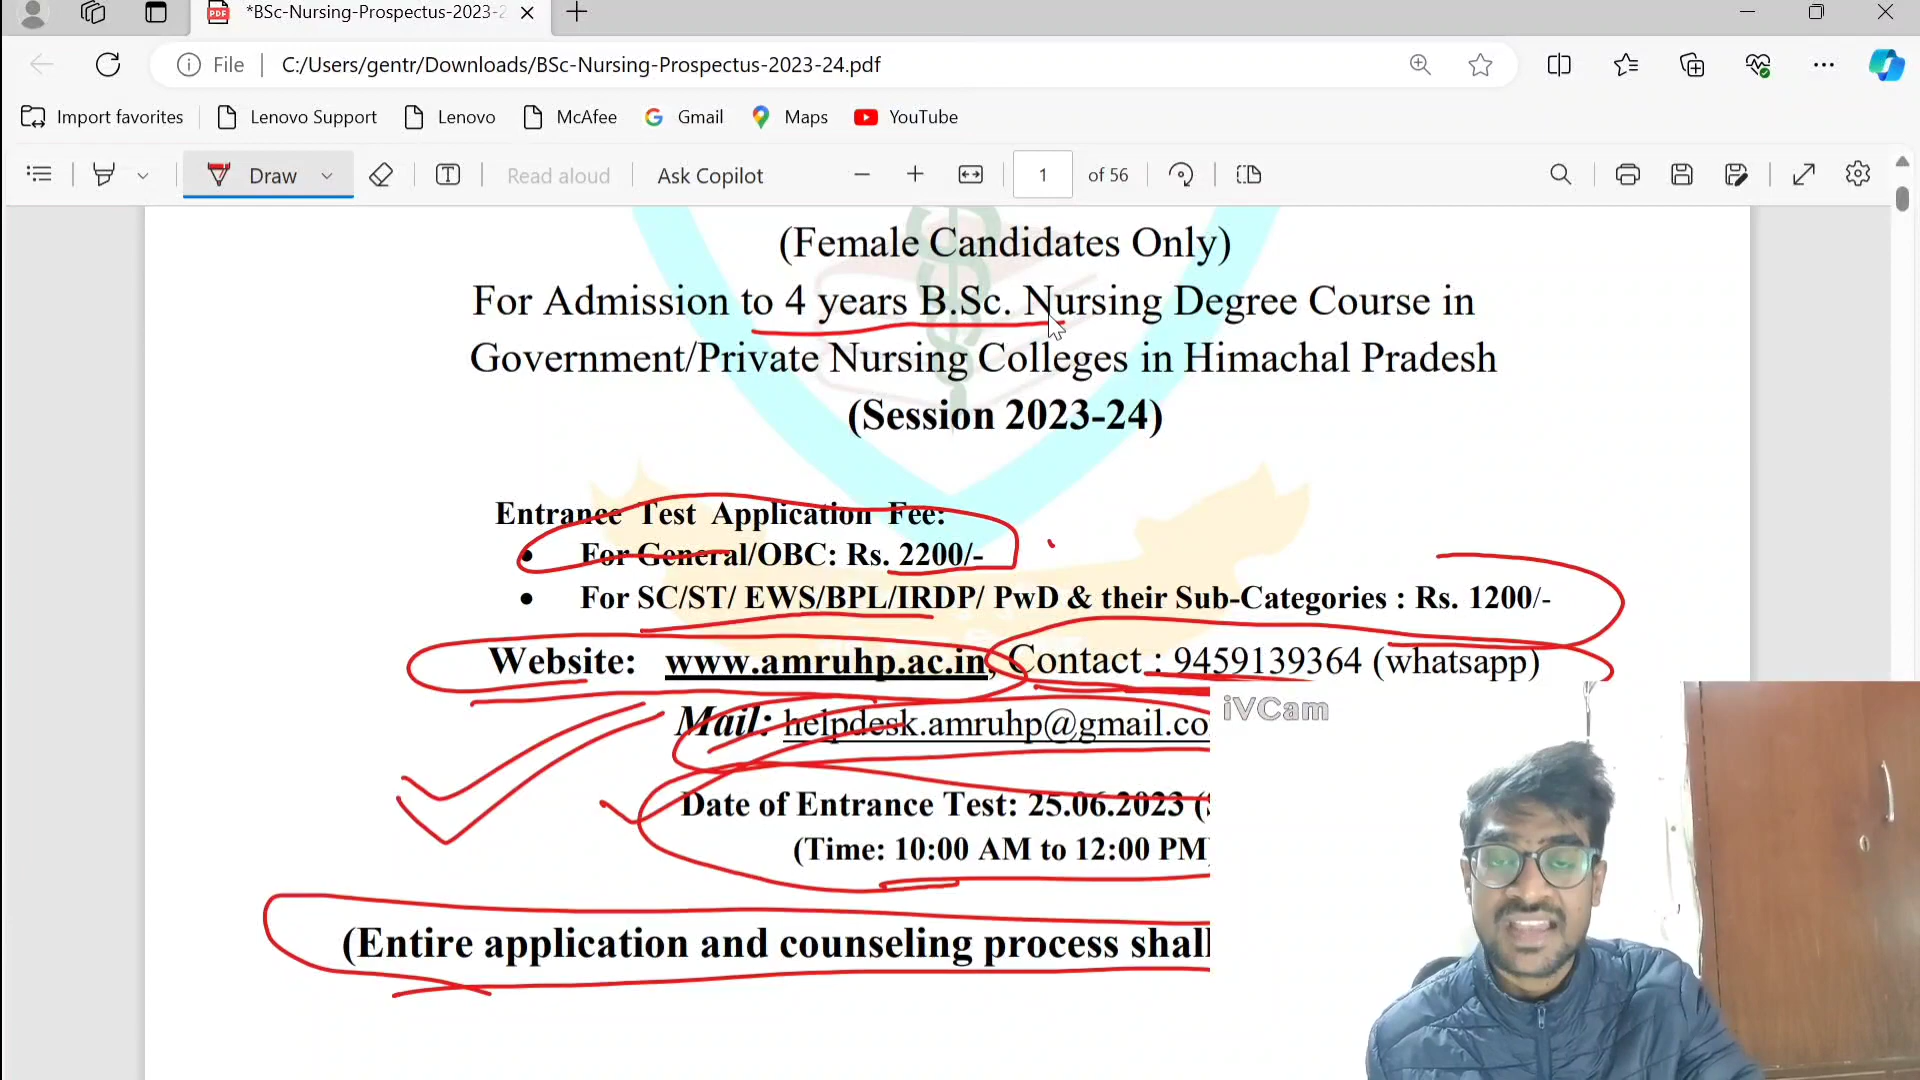 *BSc-Nursing-Prospectus-2023-2
File
C:/Users/gentr/Downloads/BSc-Nursing-Prospectus-2023-24.pdf
Import favorites
Lenovo Support
Lenovo
McAfee
Gmail
Maps
YouTube
Draw
Read aloud
Ask Copilot
1 of 56
(Female Candidates Only)
For Admission to 4 years B.Sc. Nursing Degree Course in
Government/Private Nursing Colleges in Himachal Pradesh
(Session 2023-24)
Entrance Test Application Fee:
• For General/OBC: Rs. 2200/-
• For SC/ST/ EWS/BPL/IRDP/ PwD & their Sub-Categories : Rs. 1200/-
Website: www.amruhp.ac.in, Contact : 9459139364 (whatsapp)
Mail: helpdesk.amruhp@gmail.co
Date of Entrance Test: 25.06.2023 (
(Time: 10:00 AM to 12:00 PM
(Entire application and counseling process shall
iVCam